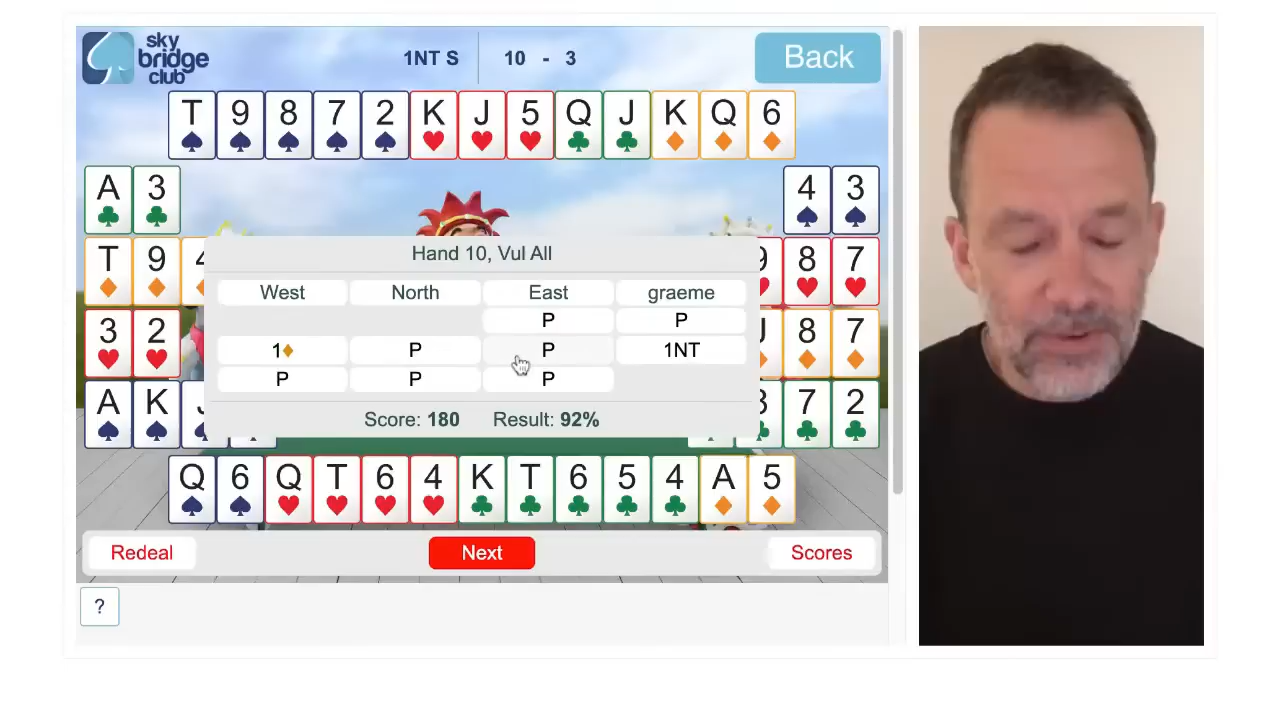 sky
bridge
club
1NT S 10 - 3
Back
T 9 8 7 2 K J 5 Q J K Q 6
A 3
4 3
T 9 4
9 8 7
3 2
J 8 7
A K J
7 2
Hand 10, Vul All
West North East graeme
P P
1♦ P P 1NT
P P P
Score: 180 Result: 92%
Q 6 Q T 6 4 K T 6 5 4 A 5
Redeal Next Scores
?